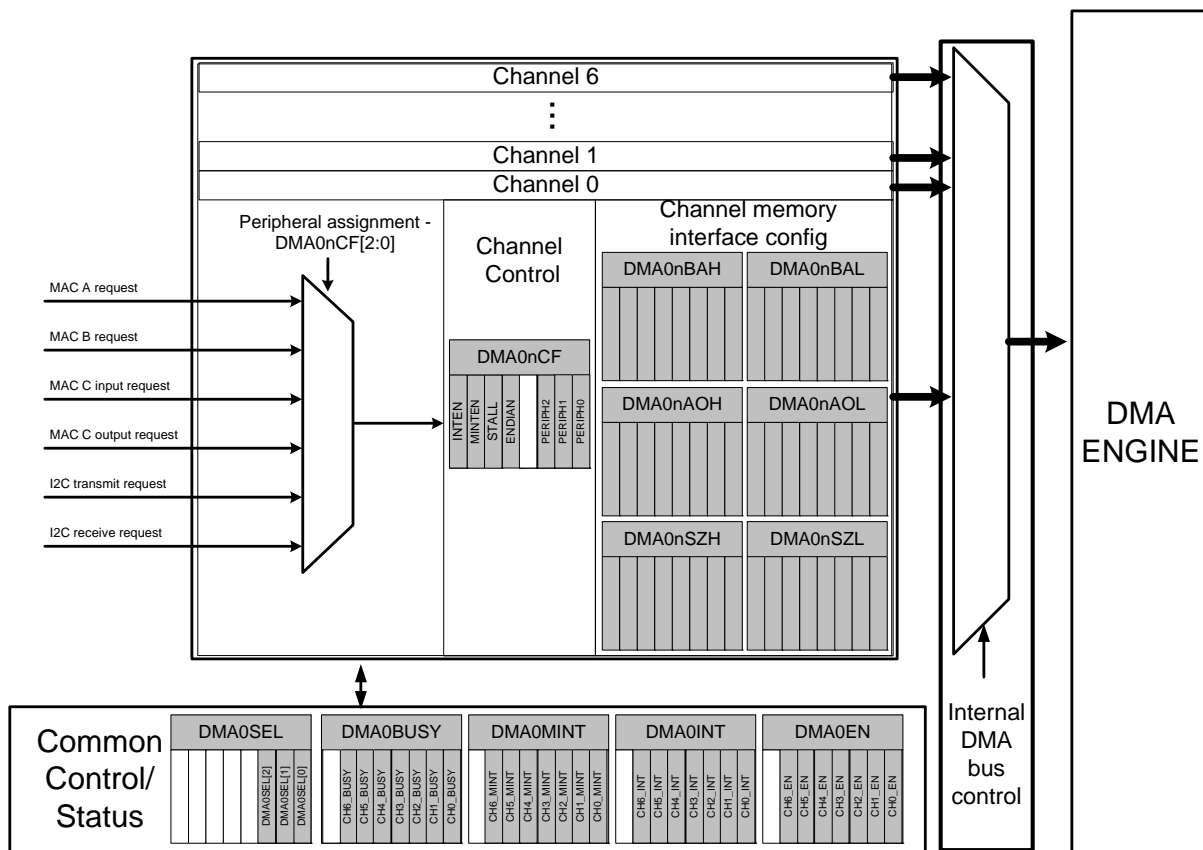 Channel 6
Channel 1
Channel 0
Peripheral assignment -
DMA0nCF[2:0]
MAC A request
MAC B request
MAC C input request
MAC C output request
I2C transmit request
I2C receive request
Channel
Control
DMA0nCF
INTEN
MINTEN
STALL
ENDIAN
PERIPH2
PERIPH1
PERIPH0
Channel memory
interface config
DMA0nBAH
DMA0nBAL
DMA0nAOH
DMA0nAOL
DMA0nSZH
DMA0nSZL
DMA
ENGINE
Internal
DMA
bus
control
Common
Control/
Status
DMA0SEL
DMA0SEL[2]
DMA0SEL[1]
DMA0SEL[0]
DMA0BUSY
CH6_BUSY
CH5_BUSY
CH4_BUSY
CH3_BUSY
CH2_BUSY
CH1_BUSY
CH0_BUSY
DMA0MINT
CH6_MINT
CH5_MINT
CH4_MINT
CH3_MINT
CH2_MINT
CH1_MINT
CH0_MINT
DMA0INT
CH6_INT
CH5_INT
CH4_INT
CH3_INT
CH2_INT
CH1_INT
CH0_INT
DMA0EN
CH6_EN
CH5_EN
CH4_EN
CH3_EN
CH2_EN
CH1_EN
CH0_EN